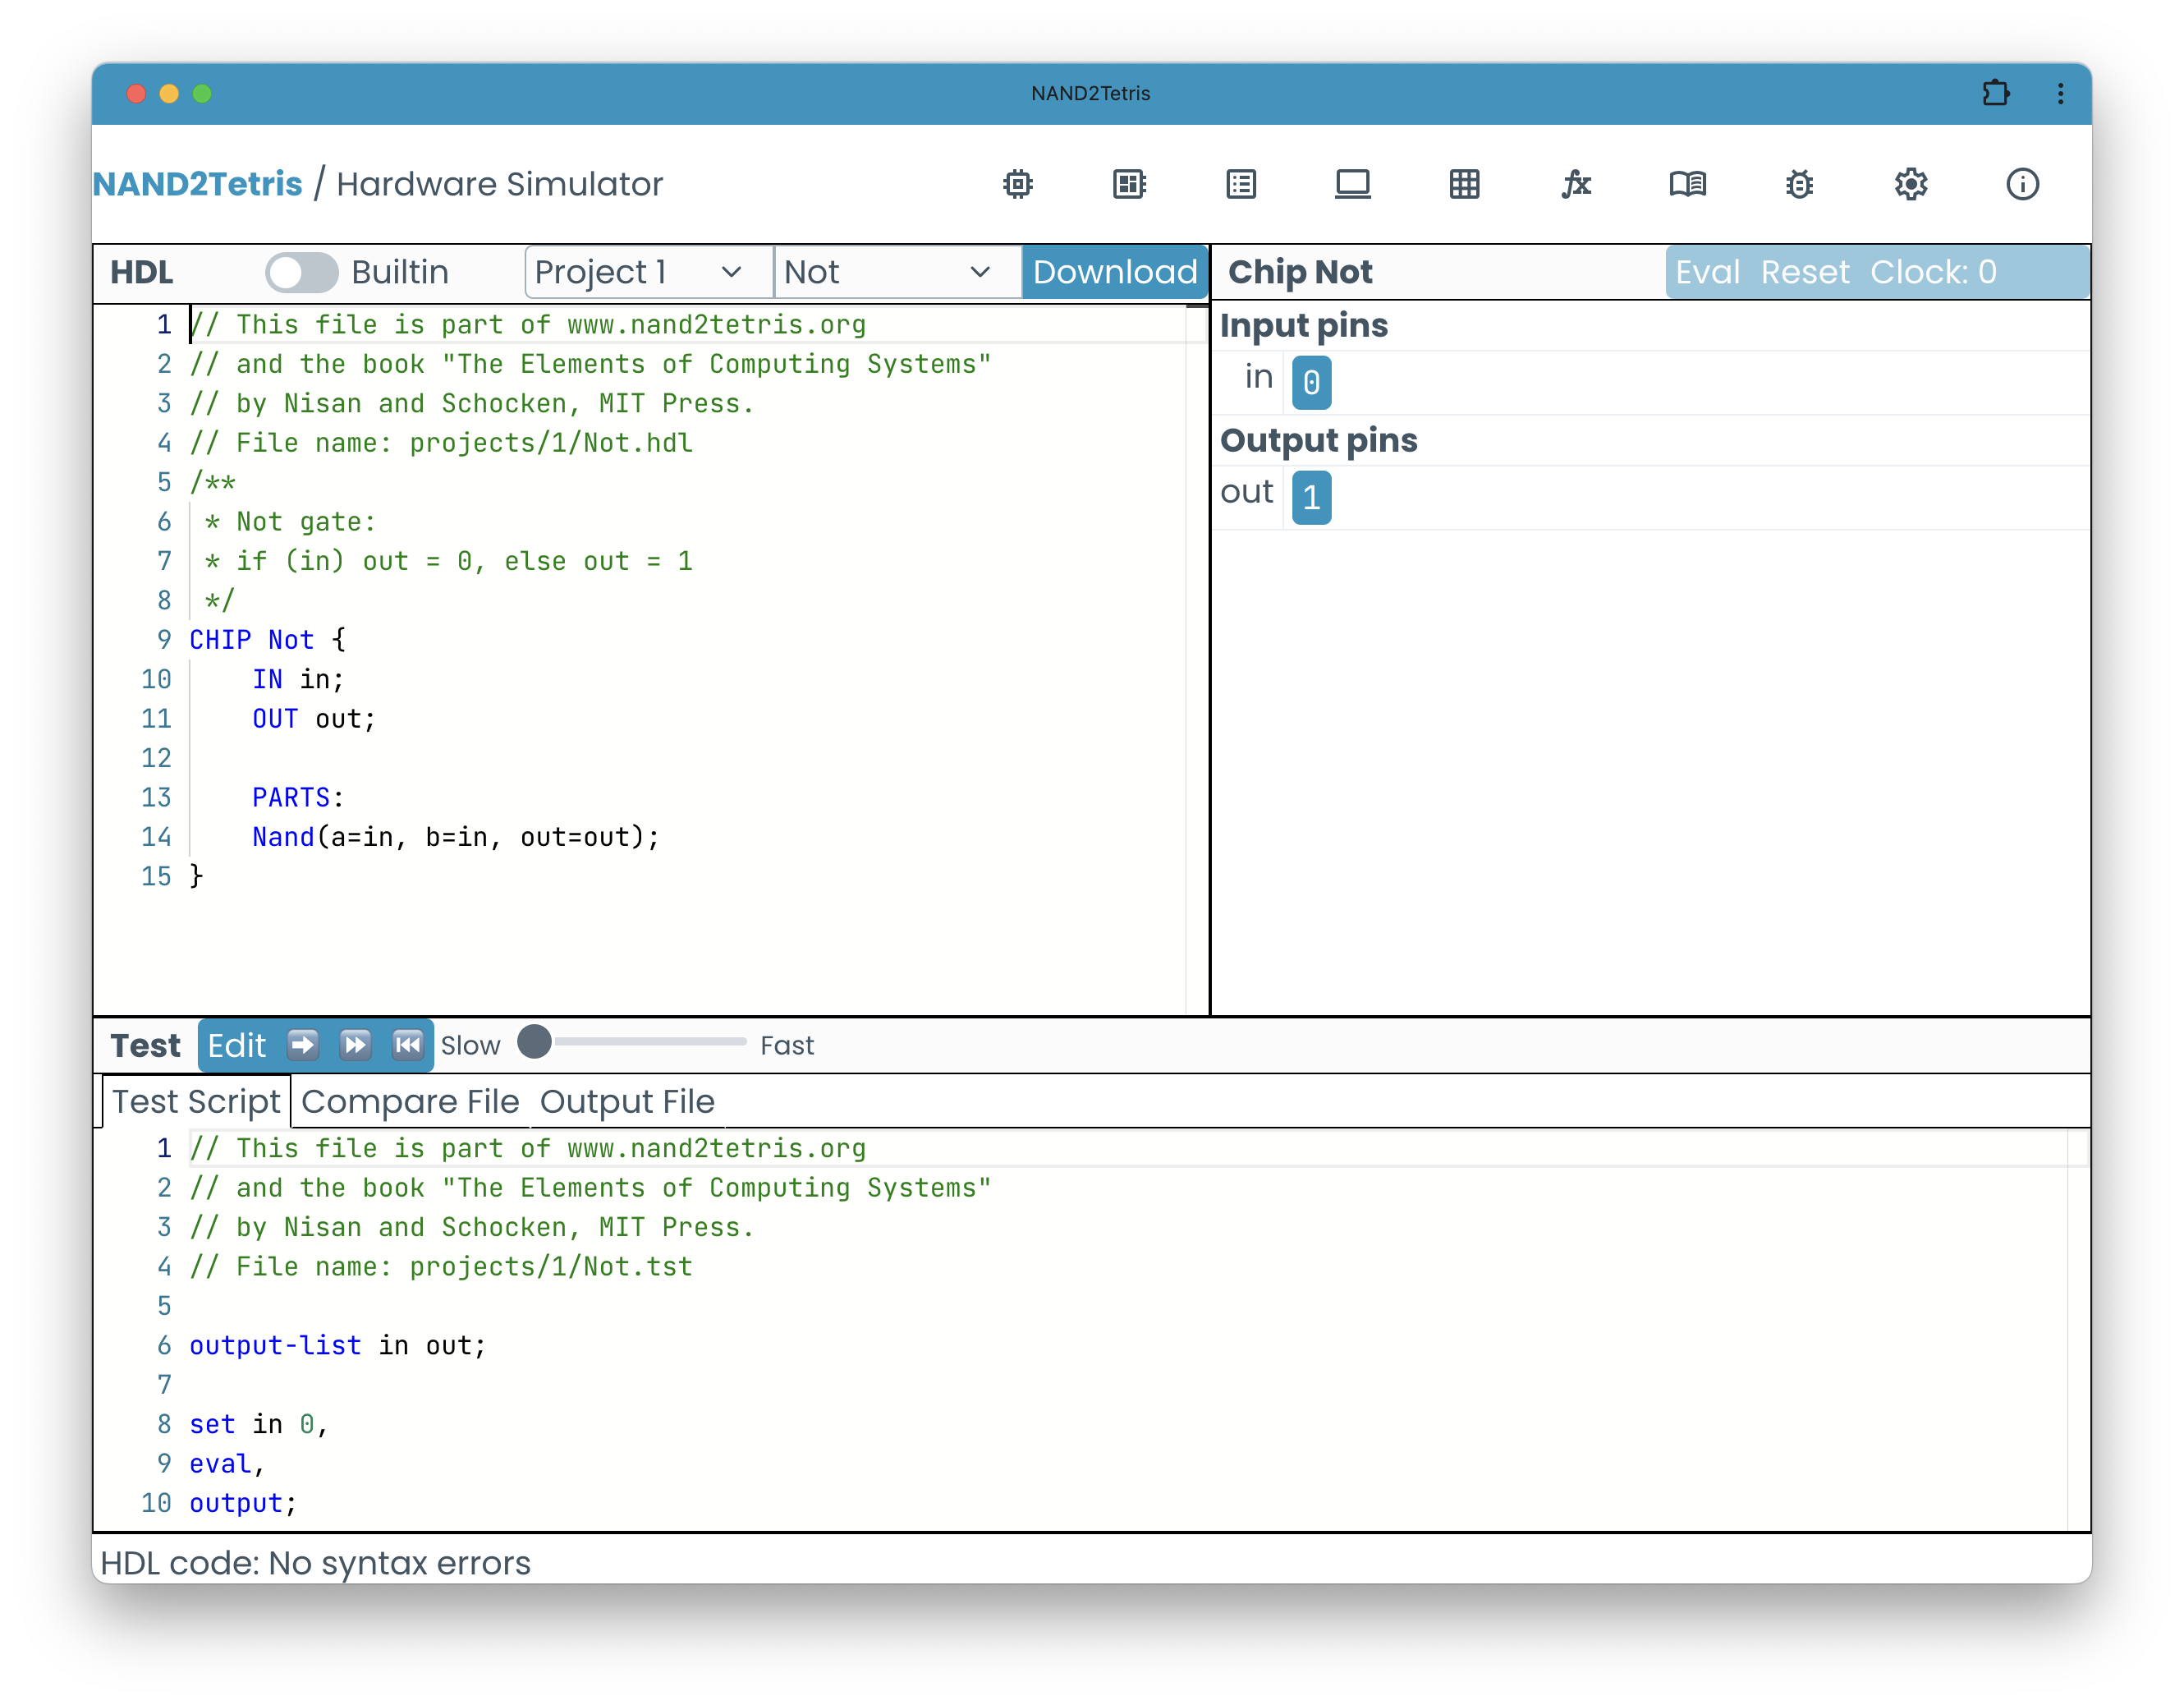 NAND2Tetris
NAND2Tetris / Hardware Simulator
HDL Builtin Project 1 Not Download
1 // This file is part of www.nand2tetris.org
2 // and the book "The Elements of Computing Systems"
3 // by Nisan and Schocken, MIT Press.
4 // File name: projects/1/Not.hdl
5 /**
6  * Not gate:
7  * if (in) out = 0, else out = 1
8  */
9 CHIP Not {
10     IN in;
11     OUT out;
12
13     PARTS:
14     Nand(a=in, b=in, out=out);
15 }
Chip Not Eval Reset Clock: 0
Input pins
in 0
Output pins
out 1
Test Edit Slow Fast
Test Script Compare File Output File
1 // This file is part of www.nand2tetris.org
2 // and the book "The Elements of Computing Systems"
3 // by Nisan and Schocken, MIT Press.
4 // File name: projects/1/Not.tst
5
6 output-list in out;
7
8 set in 0,
9 eval,
10 output;
HDL code: No syntax errors